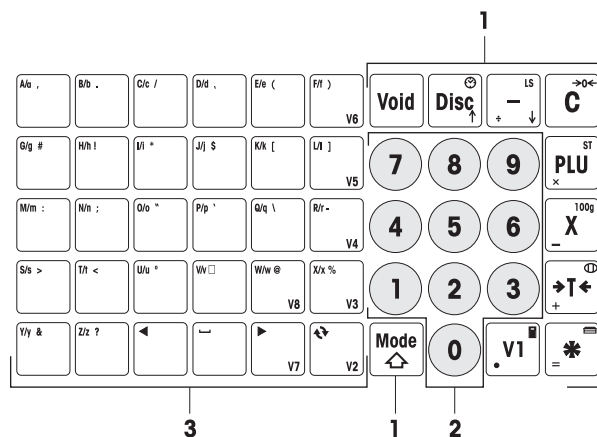 1
A/a , B/b . C/c / D/d 、 E/e ( F/f ) V6 Void Disc ↑ LS – ÷ ↓ →0← C
G/g # H/h ! I/i * J/j $ K/k [ L/l ] V5 7 8 9 ST PLU ×
M/m : N/n ; O/o " P/p ' Q/q \ R/r - V4 4 5 6 100g X –
S/s > T/t < U/u ° V/v □ W/w @ V8 X/x % V3 1 2 3 →T← +
Y/y & Z/z ? ◄ ⎵ ► V7 V2 Mode 0 V1 . ✱ =
3 1 2